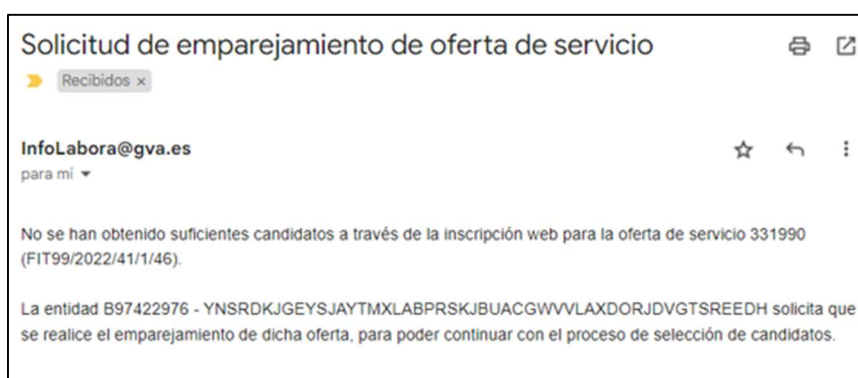 Solicitud de emparejamiento de oferta de servicio
Recibidos ×
InfoLabora@gva.es
para mí
No se han obtenido suficientes candidatos a través de la inscripción web para la oferta de servicio 331990
(FIT99/2022/41/1/46).
La entidad B97422976 - YNSRDKJGEYSJAYTMXLABPRSKJBUACGWVVLAXDORJDVGTSREEDH solicita que
se realice el emparejamiento de dicha oferta, para poder continuar con el proceso de selección de candidatos.